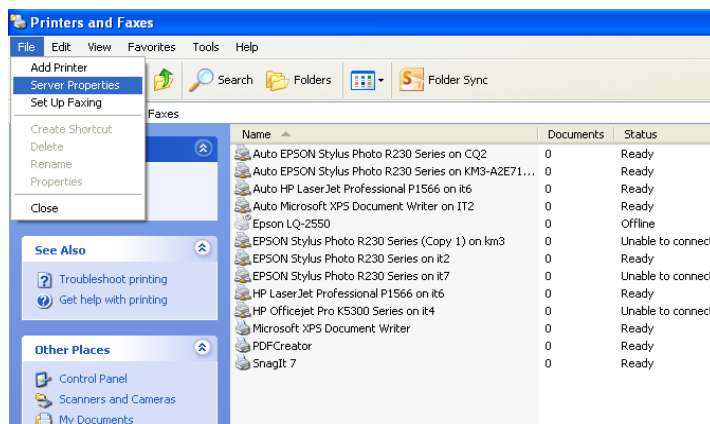 Printers and Faxes
File Edit View Favorites Tools Help
Add Printer
Server Properties
Set Up Faxing
Create Shortcut
Delete
Rename
Properties
Close
Search Folders Folder Sync
Faxes
Name Documents Status
Auto EPSON Stylus Photo R230 Series on CQ2 0 Ready
Auto EPSON Stylus Photo R230 Series on KM3-A2E71... 0 Ready
Auto HP LaserJet Professional P1566 on it6 0 Ready
Auto Microsoft XPS Document Writer on IT2 0 Ready
Epson LQ-2550 0 Offline
EPSON Stylus Photo R230 Series (Copy 1) on km3 0 Unable to connect
EPSON Stylus Photo R230 Series on it2 0 Ready
EPSON Stylus Photo R230 Series on it7 0 Unable to connect
HP LaserJet Professional P1566 on it6 0 Ready
HP Officejet Pro K5300 Series on it4 0 Unable to connect
Microsoft XPS Document Writer 0 Ready
PDFCreator 0 Ready
SnagIt 7 0 Ready
See Also
Troubleshoot printing
Get help with printing
Other Places
Control Panel
Scanners and Cameras
My Documents